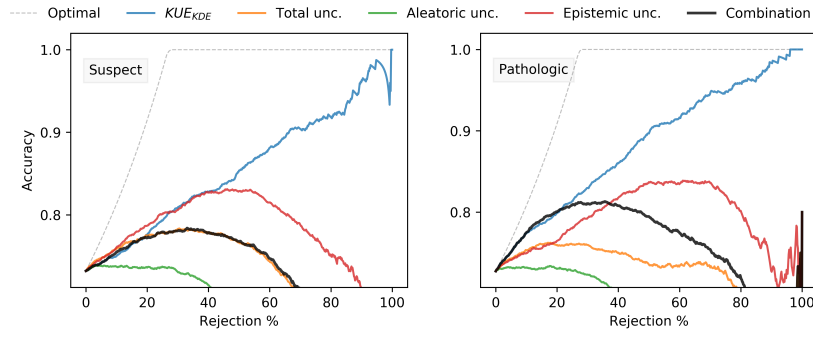 Optimal KUE_KDE Total unc. Aleatoric unc. Epistemic unc. Combination
Suspect
Accuracy
1.0
0.9
0.8
0 20 40 60 80 100
Rejection %
Pathologic
1.0
0.9
0.8
0 20 40 60 80 100
Rejection %